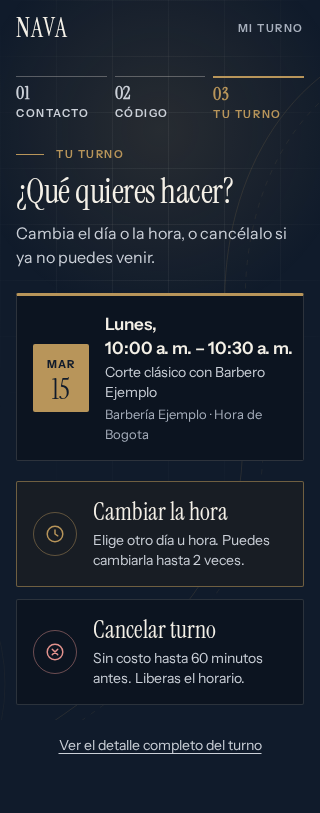 NAVA
MI TURNO
01
CONTACTO
02
CÓDIGO
03
TU TURNO
TU TURNO
¿Qué quieres hacer?
Cambia el día o la hora, o cancélalo si
ya no puedes venir.
MAR
15
Lunes,
10:00 a. m. – 10:30 a. m.
Corte clásico con Barbero
Ejemplo
Barbería Ejemplo · Hora de
Bogota
Cambiar la hora
Elige otro día u hora. Puedes
cambiarla hasta 2 veces.
Cancelar turno
Sin costo hasta 60 minutos
antes. Liberas el horario.
Ver el detalle completo del turno